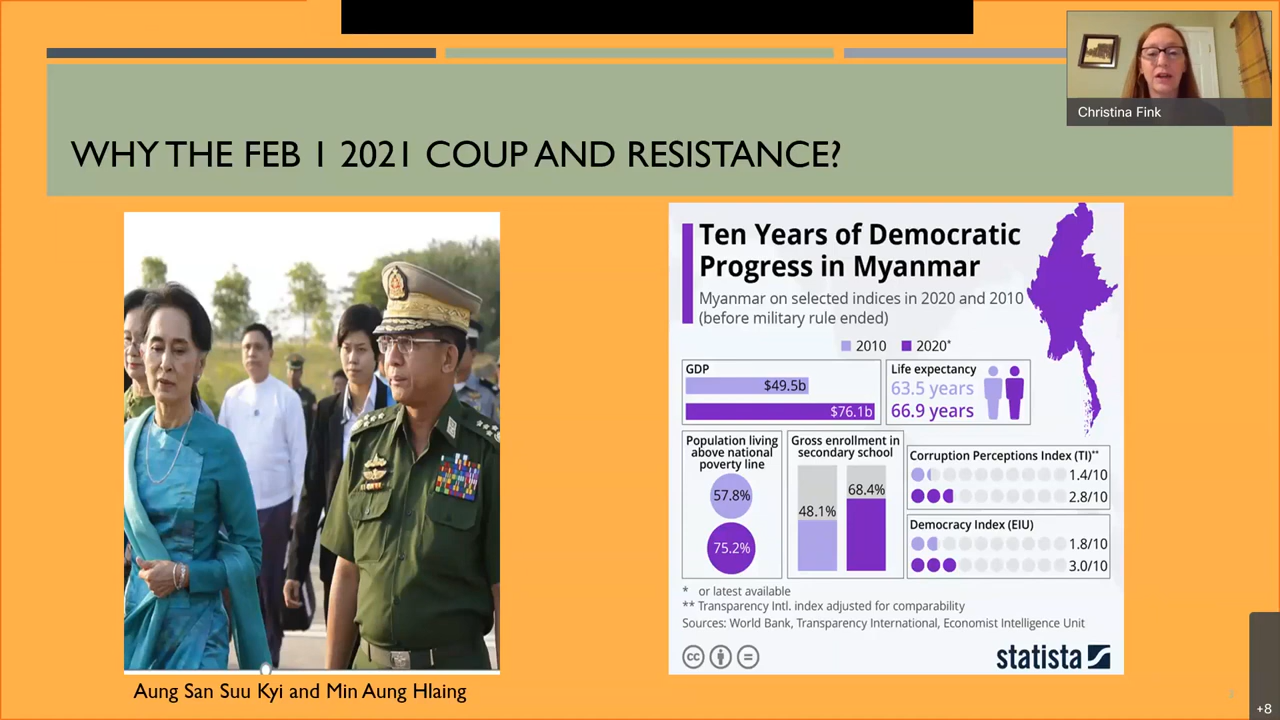 WHY THE FEB 1 2021 COUP AND RESISTANCE?
Christina Fink
Aung San Suu Kyi and Min Aung Hlaing
Ten Years of Democratic
Progress in Myanmar
Myanmar on selected indices in 2020 and 2010
(before military rule ended)
2010 2020*
GDP
$49.5b
$76.1b
Life expectancy
63.5 years
66.9 years
Population living
above national
poverty line
57.8%
75.2%
Gross enrollment in
secondary school
48.1%
68.4%
Corruption Perceptions Index (TI)**
1.4/10
2.8/10
Democracy Index (EIU)
1.8/10
3.0/10
* or latest available
** Transparency Intl. index adjusted for comparability
Sources: World Bank, Transparency International, Economist Intelligence Unit
cc
statista
+8